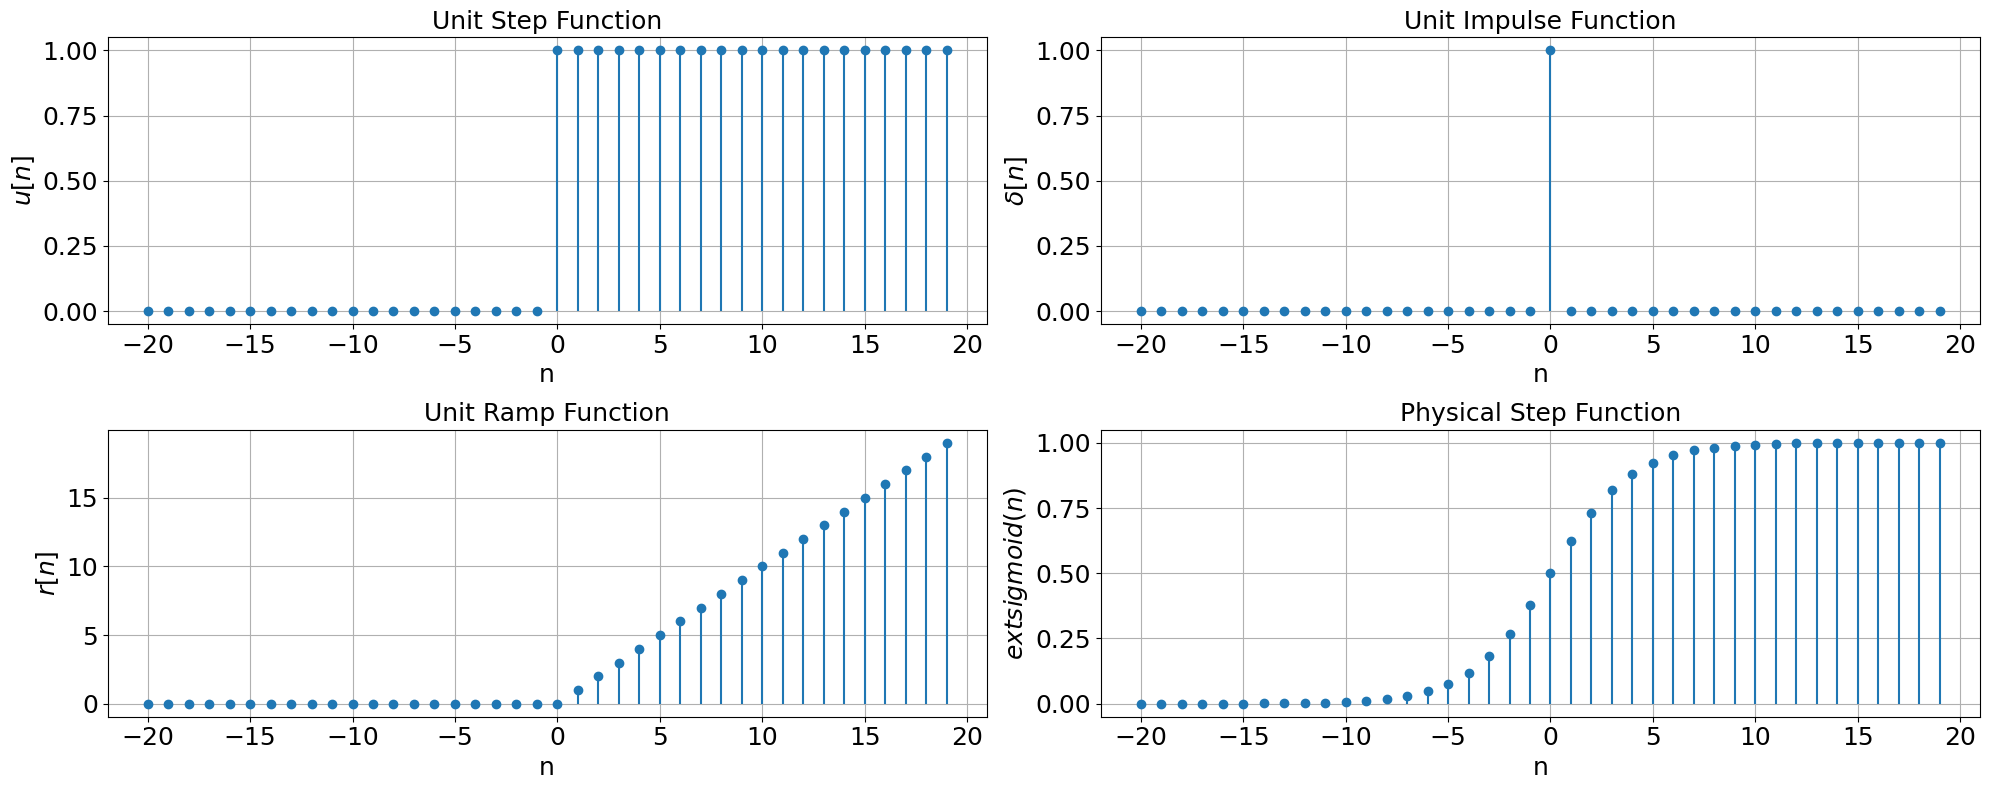 Unit Step Function
1.00
0.75
0.50
0.25
0.00
u[n]
−20 −15 −10 −5 0 5 10 15 20
n
Unit Impulse Function
1.00
0.75
0.50
0.25
0.00
δ[n]
−20 −15 −10 −5 0 5 10 15 20
n
Unit Ramp Function
15
10
5
0
r[n]
−20 −15 −10 −5 0 5 10 15 20
n
Physical Step Function
1.00
0.75
0.50
0.25
0.00
extsigmoid(n)
−20 −15 −10 −5 0 5 10 15 20
n